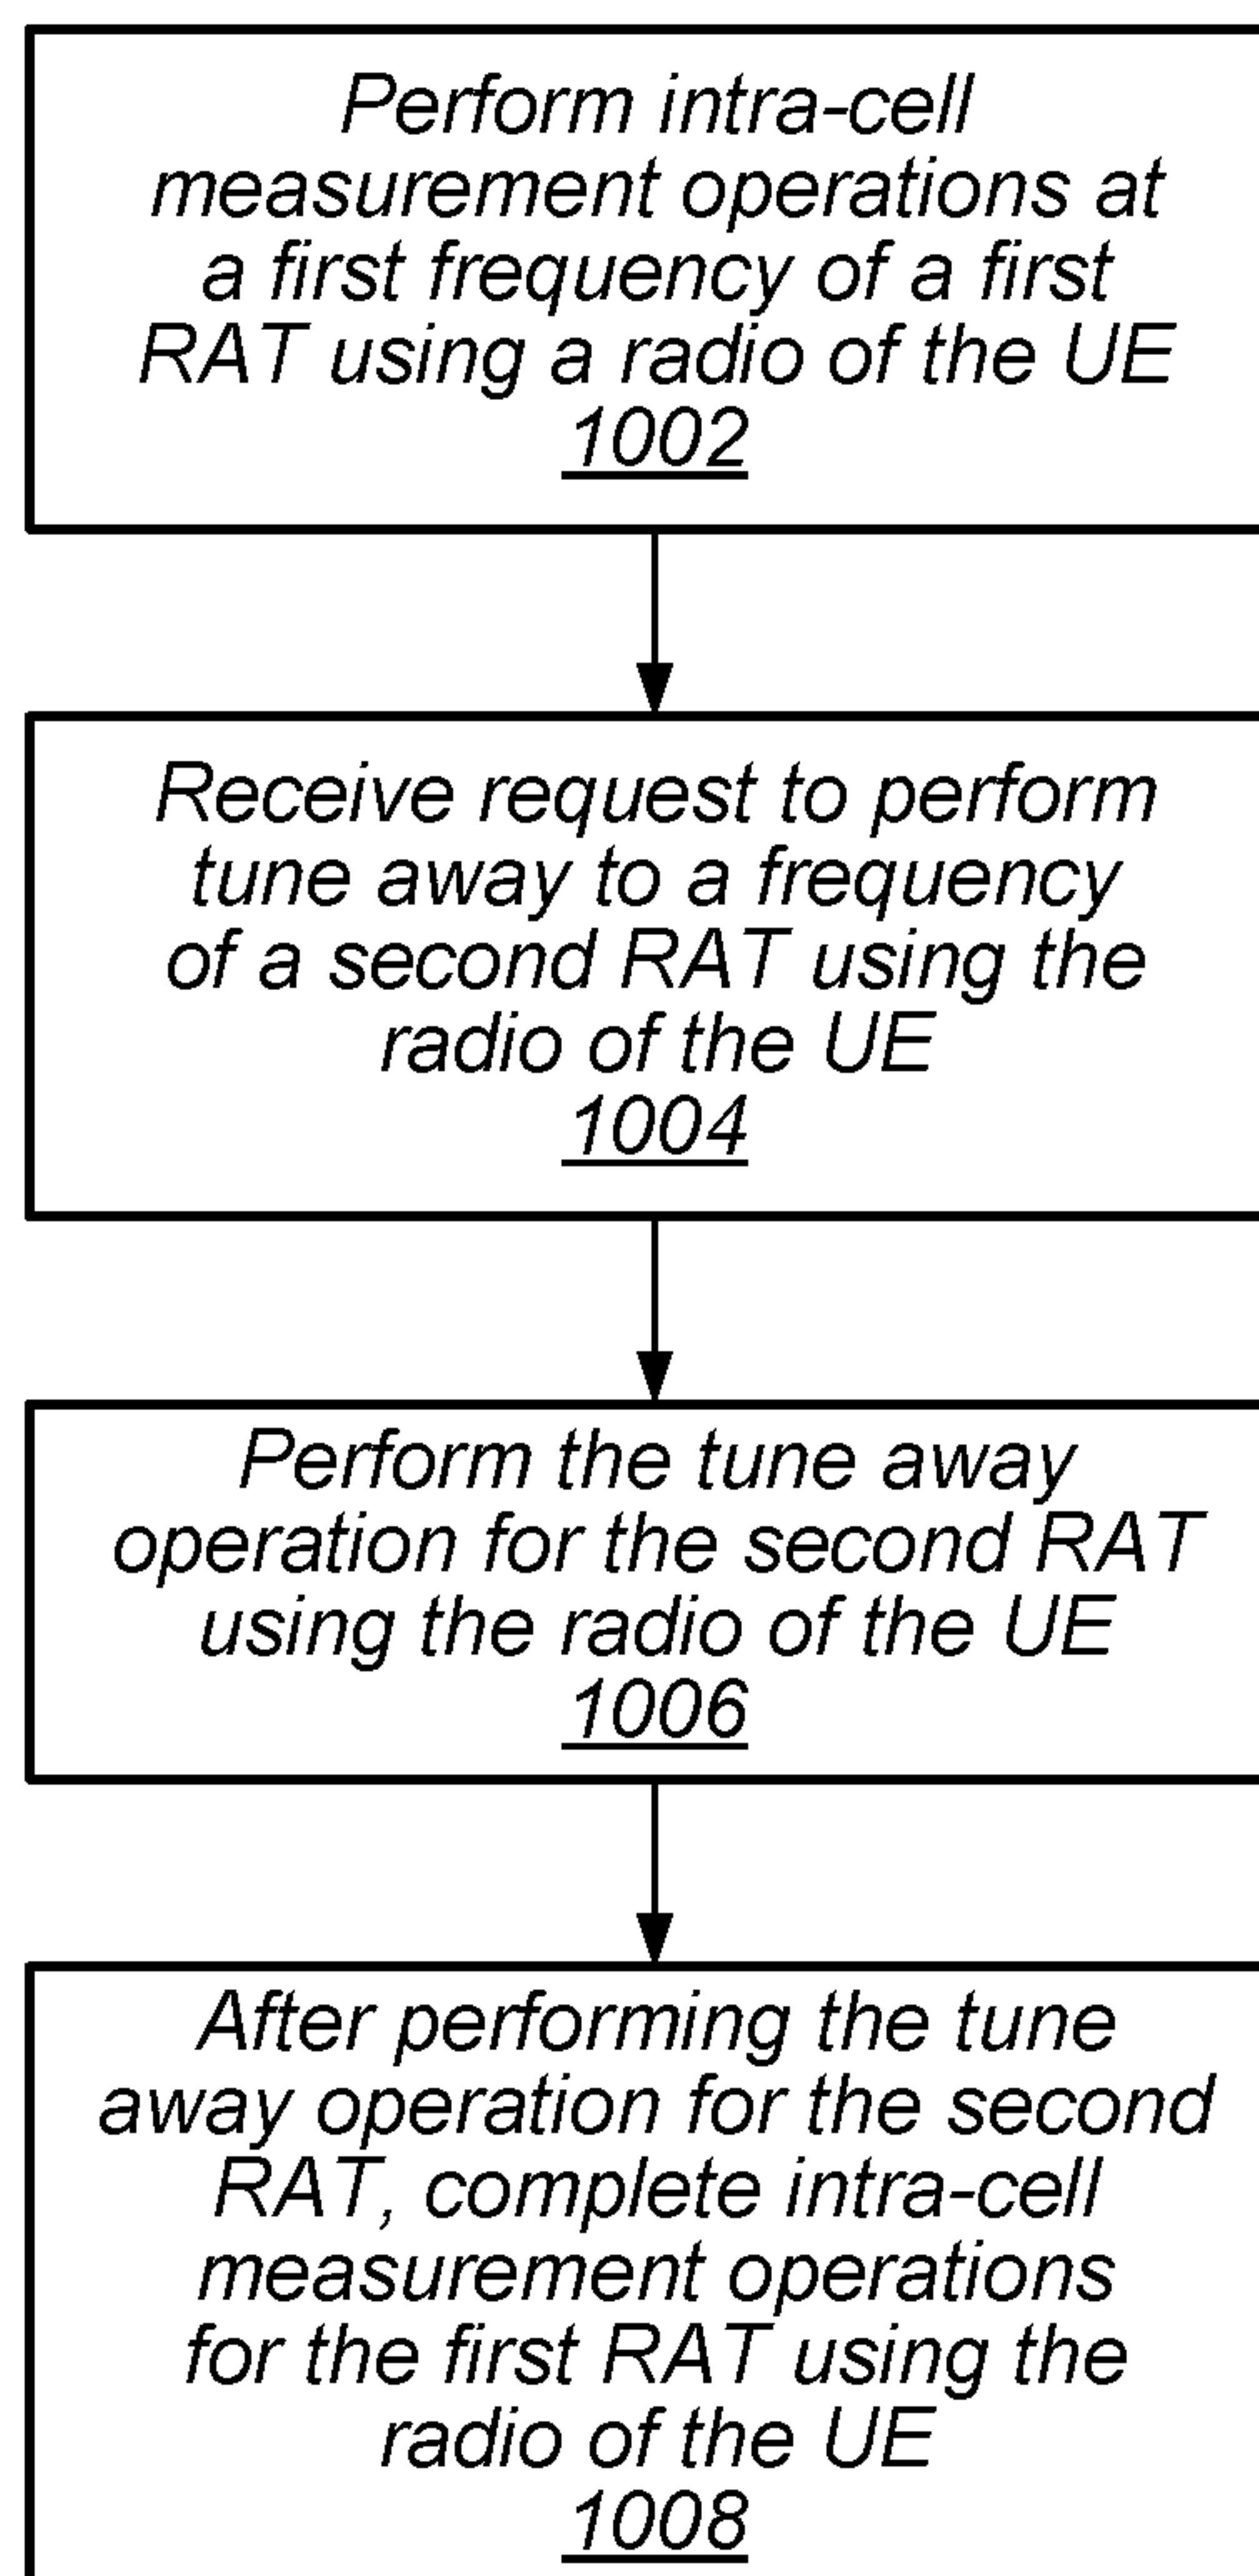 Perform intra-cell
measurement operations at
a first frequency of a first
RAT using a radio of the UE
1002
Receive request to perform
tune away to a frequency
of a second RAT using the
radio of the UE
1004
Perform the tune away
operation for the second RAT
using the radio of the UE
1006
After performing the tune
away operation for the second
RAT, complete intra-cell
measurement operations
for the first RAT using the
radio of the UE
1008